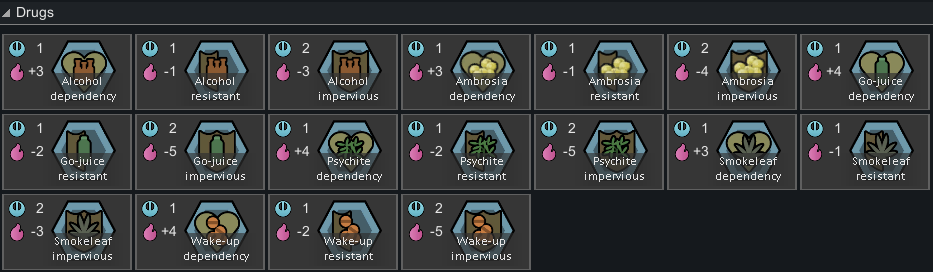 Drugs
1
+3
Alcohol
dependency
1
-1
Alcohol
resistant
2
-3
Alcohol
impervious
1
+3
Ambrosia
dependency
1
-1
Ambrosia
resistant
2
-4
Ambrosia
impervious
1
+4
Go-juice
dependency
1
-2
Go-juice
resistant
2
-5
Go-juice
impervious
1
+4
Psychite
dependency
1
-2
Psychite
resistant
2
-5
Psychite
impervious
1
+3
Smokeleaf
dependency
1
-1
Smokeleaf
resistant
2
-3
Smokeleaf
impervious
1
+4
Wake-up
dependency
1
-2
Wake-up
resistant
2
-5
Wake-up
impervious